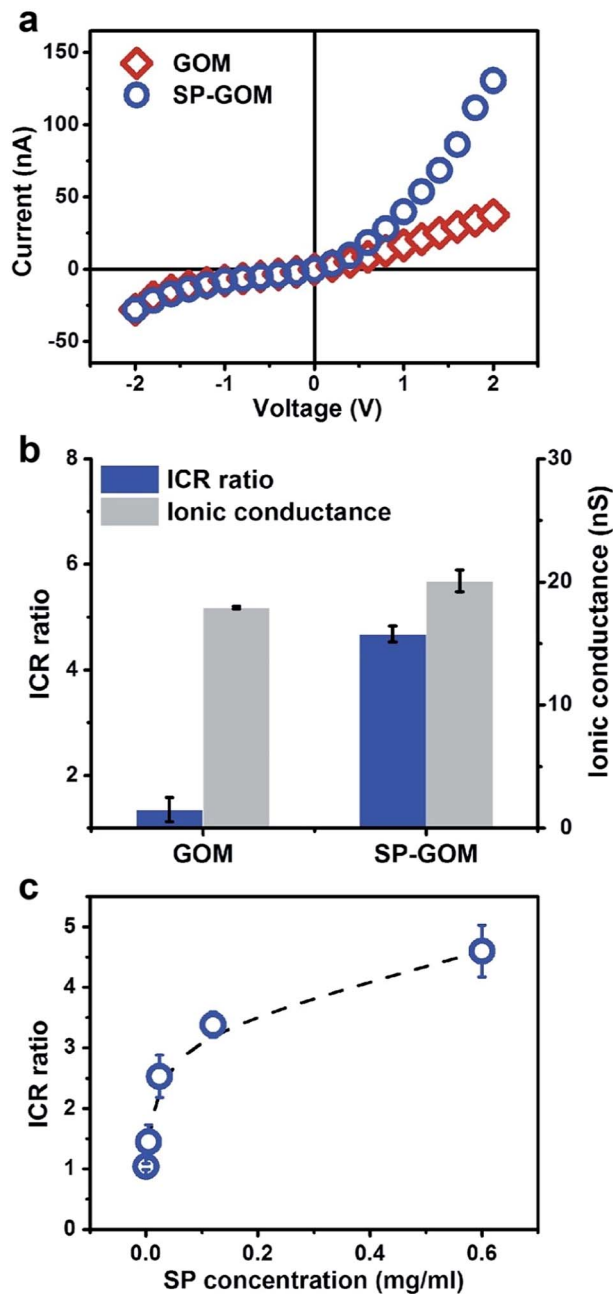 a
GOM
SP-GOM
Current (nA)
150
100
50
0
-50
-2
-1
0
1
2
Voltage (V)
b
ICR ratio
Ionic conductance
ICR ratio
8
6
4
2
30
20
10
0
Ionic conductance (nS)
GOM
SP-GOM
c
ICR ratio
5
4
3
2
1
0
0.0
0.2
0.4
0.6
SP concentration (mg/ml)